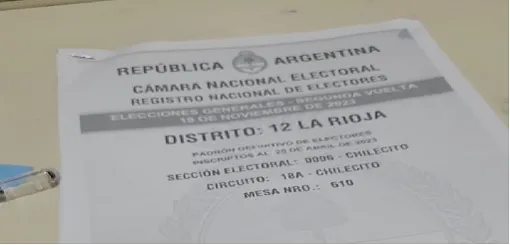 REPÚBLICA ARGENTINA
CÁMARA NACIONAL ELECTORAL
REGISTRO NACIONAL DE ELECTORES
ELECCIONES GENERALES - SEGUNDA VUELTA
19 DE NOVIEMBRE DE 2023
DISTRITO: 12 LA RIOJA
PADRÓN DEFINITIVO DE ELECTORES
INSCRIPTOS AL 25 DE ABRIL DE 2023
SECCIÓN ELECTORAL: 0006 - CHILECITO
CIRCUITO: 18A - CHILECITO
MESA NRO.: 510